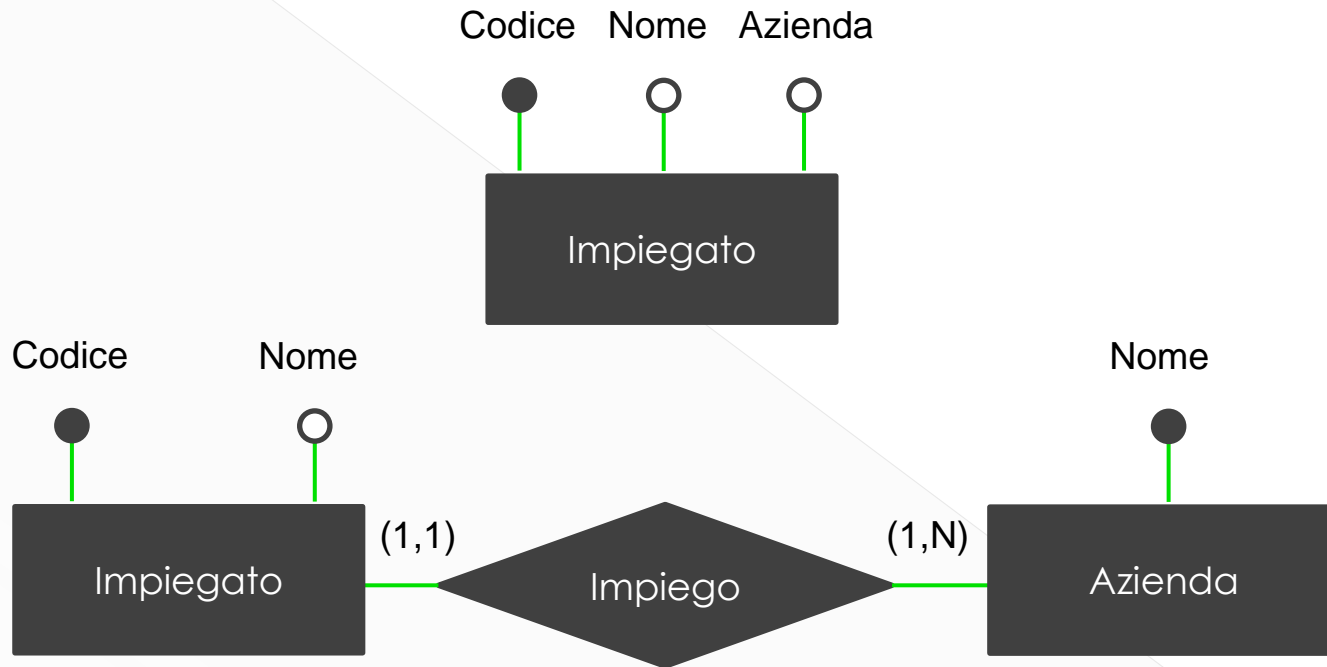 Codice Nome Azienda
Impiegato
Codice Nome Nome
(1,1) (1,N)
Impiegato Impiego Azienda